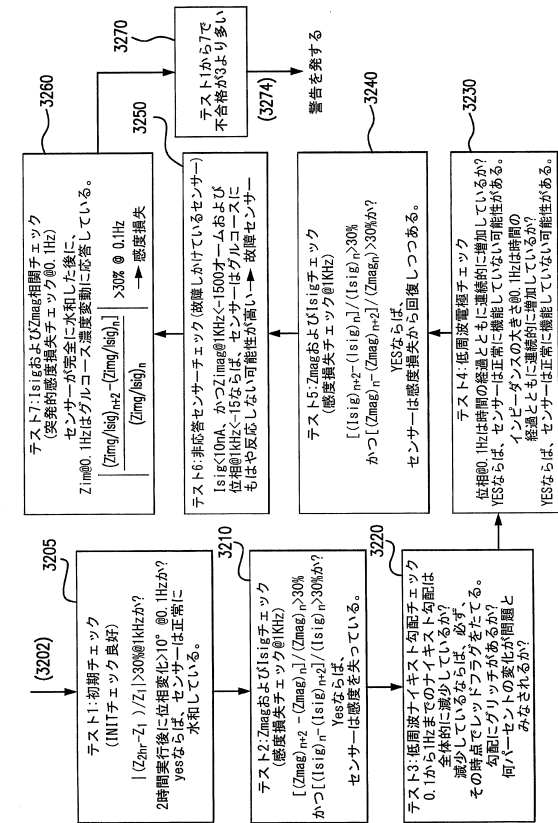 (3202)
3205
テスト1:初期チェック
(INITチェック良好)
|(Z2hr-Z1)/Z1|>30%@1kHzか?
2時間実行後に位相変化>10° @0.1Hzか?
yesならば、センサーは正常に
水和している。
3210
テスト2:ZmagおよびIsigチェック
(感度損失チェック@1KHz)
[(Zmag)n+2 -(Zmag)n]/(Zmag)n>30%
かつ[(Isig)n-(Isig)n+2]/(Isig)n>30%か?
Yesならば、
センサーは感度を失っている。
3220
テスト3:低周波ナイキスト勾配チェック
0.1から1Hzまでのナイキスト勾配は
全体的に減少しているか?
減少しているならば、必ず、
その時点でレッドフラグをたてる。
勾配にグリッチがあるか?
何パーセントの変化が問題と
みなされるか?
3230
テスト4:低周波電極チェック
位相@0.1Hzは時間の経過とともに連続的に増加しているか?
YESならば、センサーは正常に機能していない可能性がある。
インピーダンスの大きさ@0.1Hzは時間の
経過とともに連続的に増加しているか?
YESならば、センサーは正常に機能していない可能性がある。
3240
テスト5:ZmagおよびIsigチェック
(感度損失チェック@1KHz)
[(Isig)n+2-(Isig)n]/(Isig)n>30%
かつ[(Zmag)n-(Zmag)n+2]/(Zmagn)>30%か?
YESならば、
センサーは感度損失から回復しつつある。
3250
テスト6:非応答センサーチェック(故障しかけているセンサー)
Isig<10nA、かつZimag@1KHz<-1500オームおよび
位相@1kHz<-15ならば、センサーはグルコースに
もはや反応しない可能性が高い→故障センサー
3260
テスト7:IsigおよびZmag相関チェック
(突発的感度損失チェック@0.1Hz)
センサーが完全に水和した後に、
Zim@0.1Hzはグルコース濃度変動に応答している。
|(Zimg/Isig)n+2-(Zimg/Isig)n]| >30% @ 0.1Hz
(Zimg/Isig)n →感度損失
3270
テスト1から7で
不合格が3より多い
(3274)
警告を発する